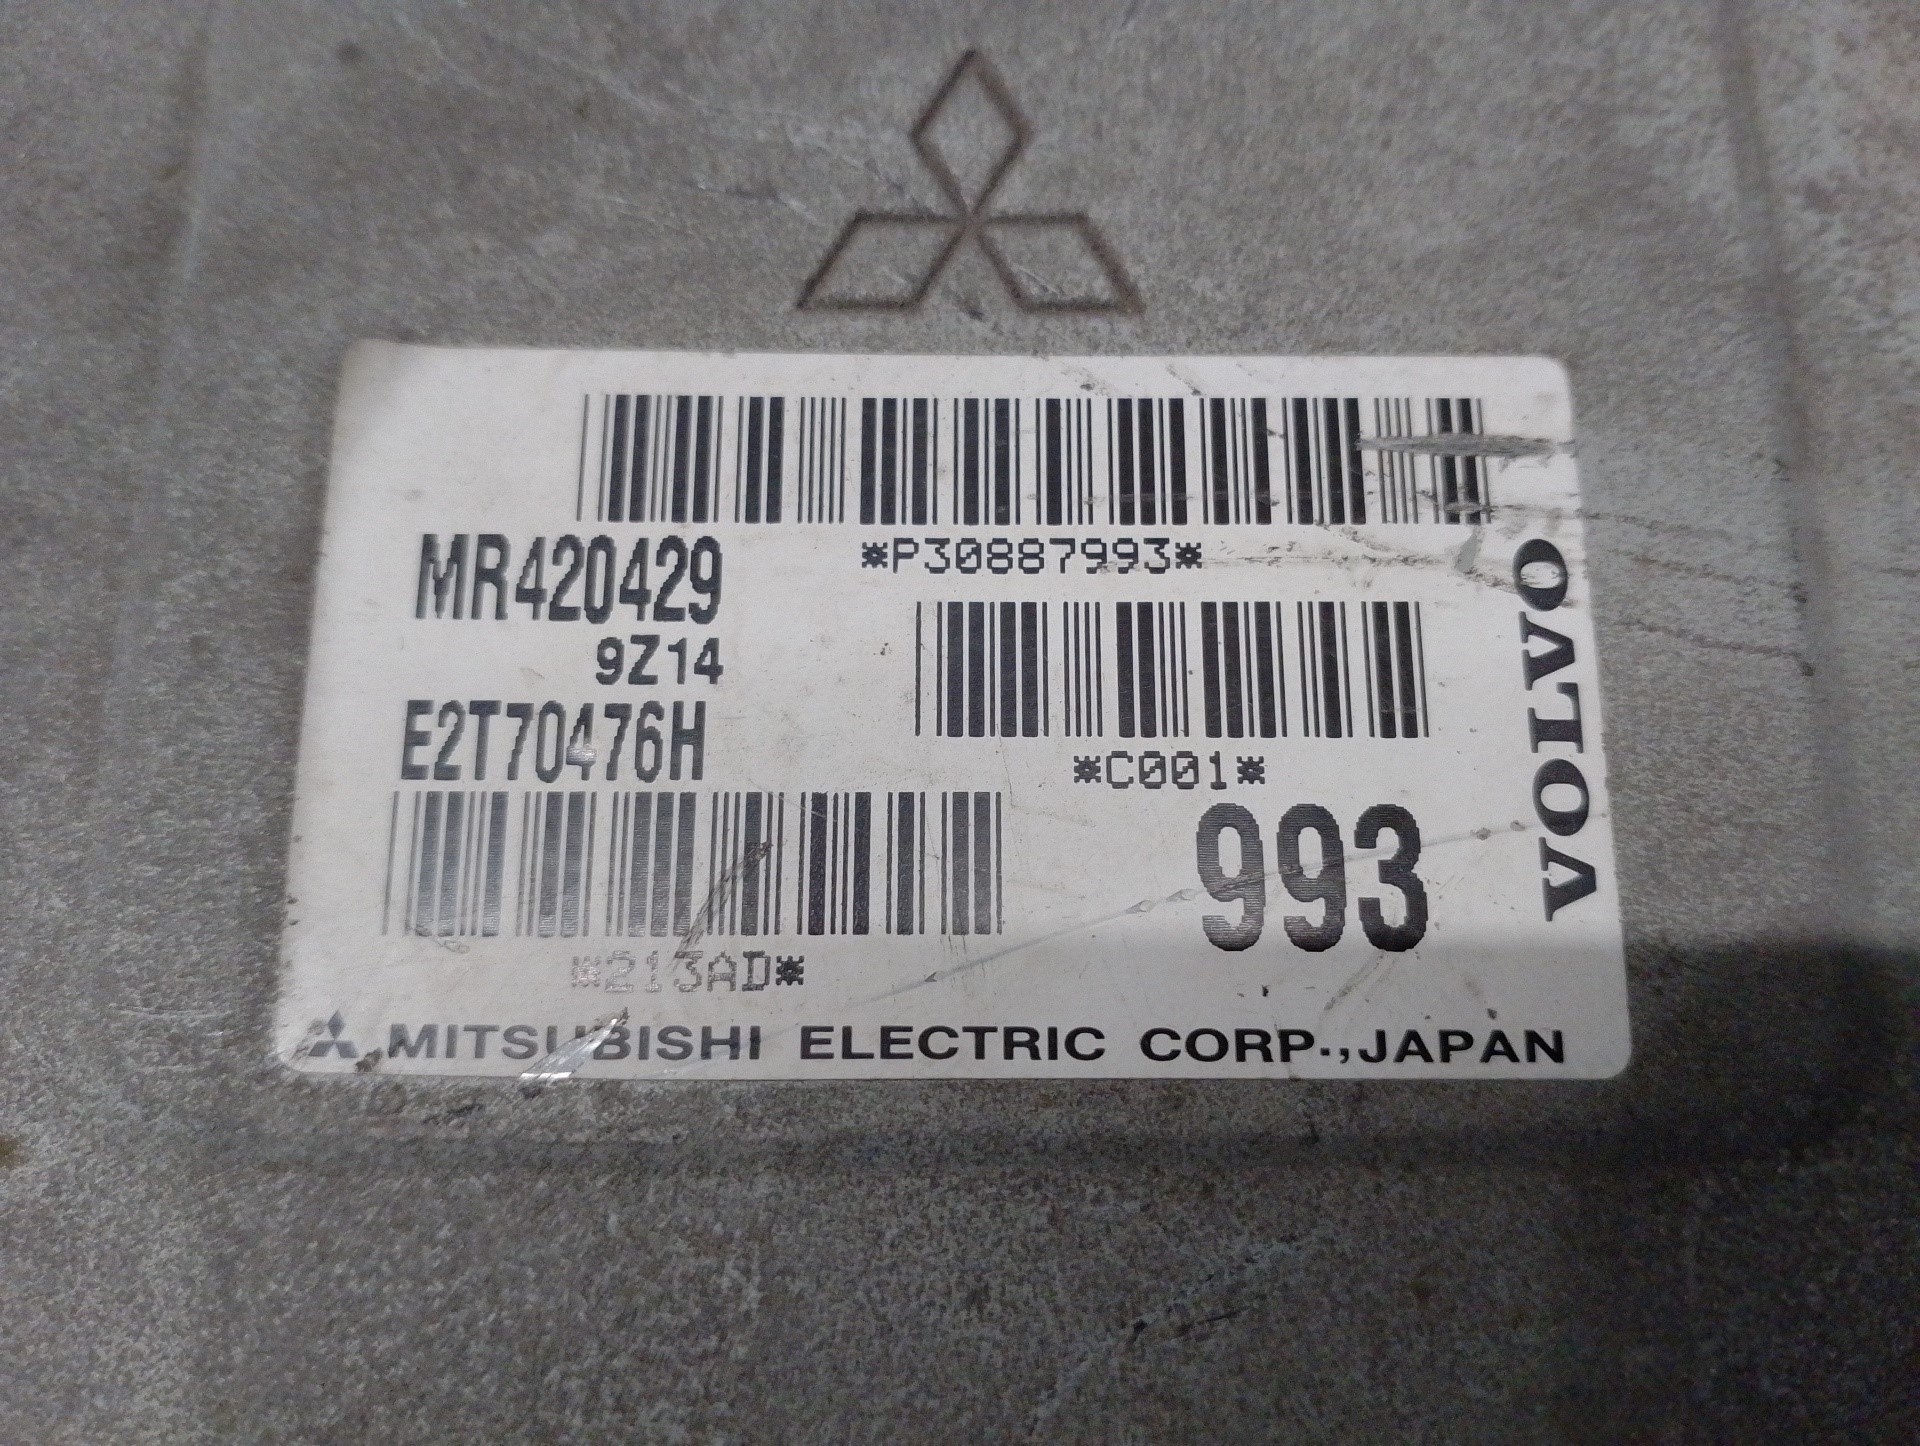 *P30887993*
MR420429
9Z14
E2T70476H
*C001*
993
*213AD*
VOLVO
MITSUBISHI ELECTRIC CORP.,JAPAN